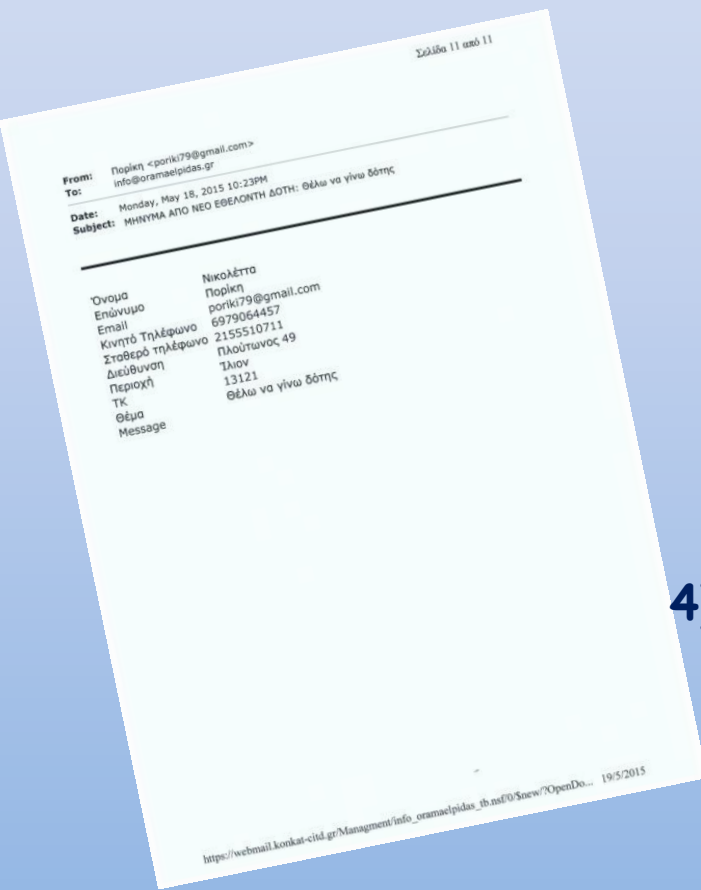 Σελίδα 11 από 11
From: Πορίκη <poriki79@gmail.com>
To: info@oramaelpidas.gr
Date: Monday, May 18, 2015 10:23PM
Subject: ΜΗΝΥΜΑ ΑΠΟ ΝΕΟ ΕΘΕΛΟΝΤΗ ΔΟΤΗ: Θέλω να γίνω δότης
Όνομα Νικολέττα
Επώνυμο Πορίκη
Email poriki79@gmail.com
Κινητό Τηλέφωνο 6979064457
Σταθερό τηλέφωνο 2155510711
Διεύθυνση Πλούτωνος 49
Περιοχή Ίλιον
ΤΚ 13121
Θέμα Θέλω να γίνω δότης
Message
https://webmail.konkat-citd.gr/Managment/info_oramaelpidas_tb.nsf/0/$new/?OpenDo... 19/5/2015
4